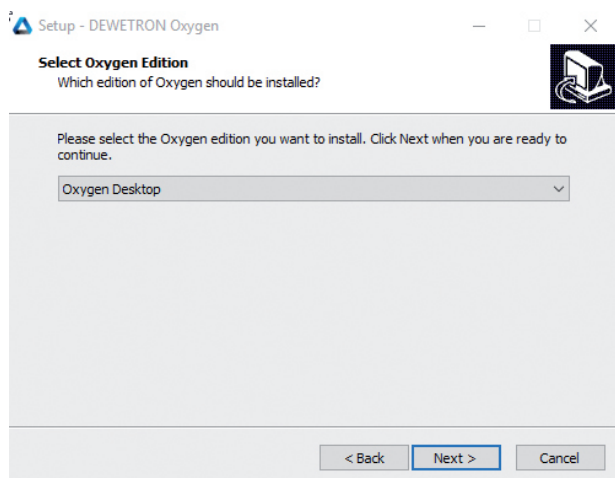 Setup - DEWETRON Oxygen
Select Oxygen Edition
Which edition of Oxygen should be installed?
Please select the Oxygen edition you want to install. Click Next when you are ready to
continue.
Oxygen Desktop
< Back Next > Cancel